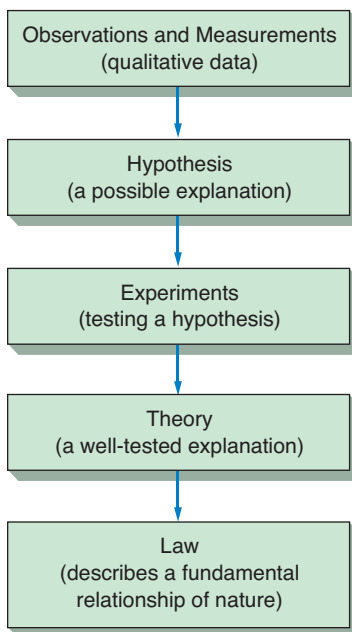 Observations and Measurements
(qualitative data)
Hypothesis
(a possible explanation)
Experiments
(testing a hypothesis)
Theory
(a well-tested explanation)
Law
(describes a fundamental
relationship of nature)